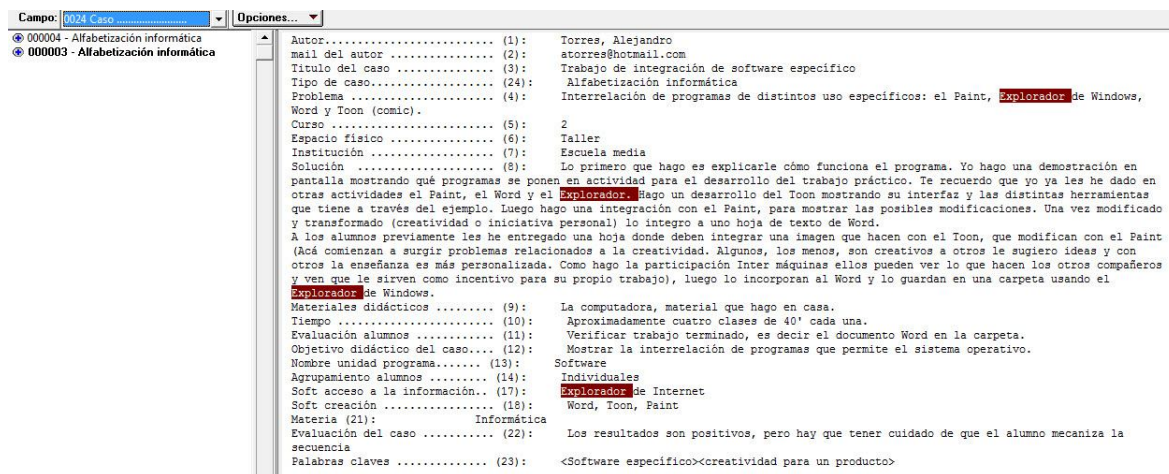 Campo: 0024 Caso ......................... Opciones...
000004 - Alfabetización informática
000003 - Alfabetización informática
Autor.......................... (1): Torres, Alejandro
mail del autor ................ (2): atorres@hotmail.com
Titulo del caso ............... (3): Trabajo de integración de software específico
Tipo de caso................... (24): Alfabetización informática
Problema ...................... (4): Interrelación de programas de distintos uso específicos: el Paint, Explorador de Windows,
Word y Toon (comic).
Curso ......................... (5): 2
Espacio físico ................ (6): Taller
Institución ................... (7): Escuela media
Solución ..................... (8): Lo primero que hago es explicarle cómo funciona el programa. Yo hago una demostración en
pantalla mostrando qué programas se ponen en actividad para el desarrollo del trabajo práctico. Te recuerdo que yo ya les he dado en
otras actividades el Paint, el Word y el Explorador. Hago un desarrollo del Toon mostrando su interfaz y las distintas herramientas
que tiene a través del ejemplo. Luego hago una integración con el Paint, para mostrar las posibles modificaciones. Una vez modificado
y transformado (creatividad o iniciativa personal) lo integro a uno hoja de texto de Word.
A los alumnos previamente les he entregado una hoja donde deben integrar una imagen que hacen con el Toon, que modifican con el Paint
(Acá comienzan a surgir problemas relacionados a la creatividad. Algunos, los menos, son creativos a otros le sugiero ideas y con
otros la enseñanza es más personalizada. Como hago la participación Inter máquinas ellos pueden ver lo que hacen los otros compañeros
y ven que le sirven como incentivo para su propio trabajo), luego lo incorporan al Word y lo guardan en una carpeta usando el
Explorador de Windows.
Materiales didácticos ......... (9): La computadora, material que hago en casa.
Tiempo ........................ (10): Aproximadamente cuatro clases de 40' cada una.
Evaluación alumnos ............ (11): Verificar trabajo terminado, es decir el documento Word en la carpeta.
Objetivo didáctico del caso.... (12): Mostrar la interrelación de programas que permite el sistema operativo.
Nombre unidad programa....... (13): Software
Agrupamiento alumnos ......... (14): Individuales
Soft acceso a la información.. (17): Explorador de Internet
Soft creación ................. (18): Word, Toon, Paint
Materia (21): Informática
Evaluación del caso ........... (22): Los resultados son positivos, pero hay que tener cuidado de que el alumno mecaniza la
secuencia
Palabras claves .............. (23): <Software específico><creatividad para un producto>